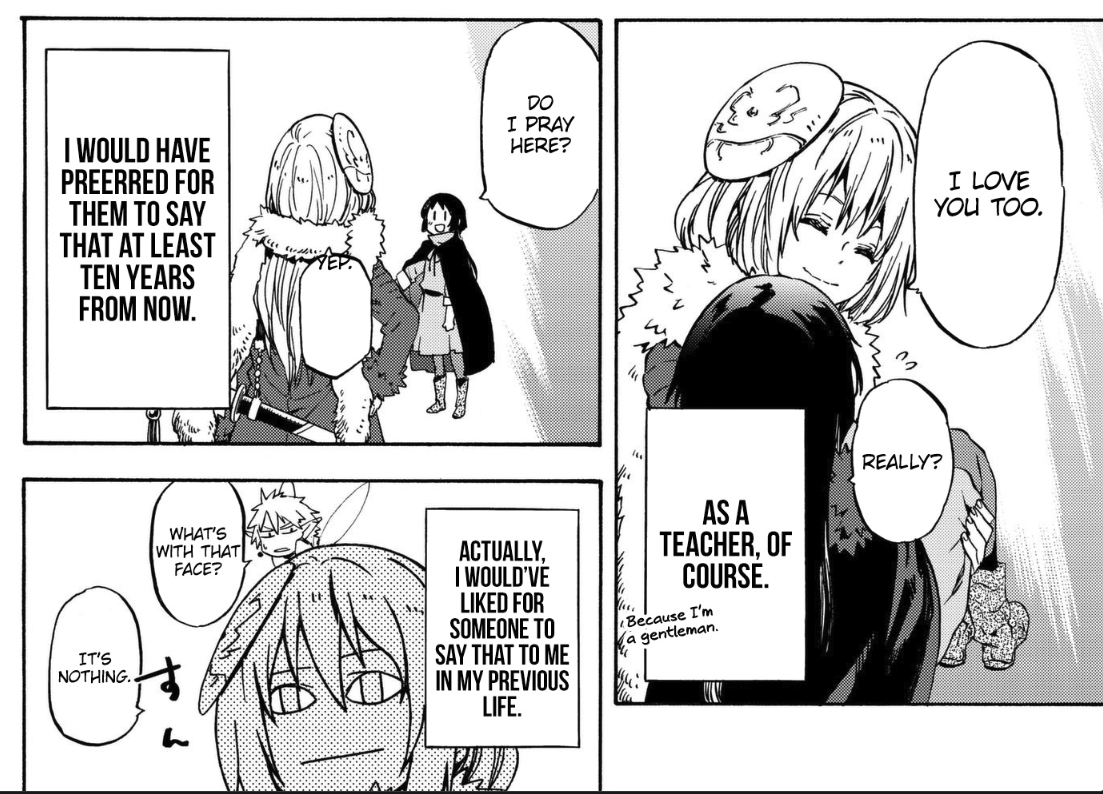 I LOVE
YOU TOO.
REALLY?
AS A
TEACHER, OF
COURSE.
Because I'm
a gentleman.
DO
I PRAY
HERE?
YEP.
I WOULD HAVE
PREERRED FOR
THEM TO SAY
THAT AT LEAST
TEN YEARS
FROM NOW.
ACTUALLY,
I WOULD'VE
LIKED FOR
SOMEONE TO
SAY THAT TO ME
IN MY PREVIOUS
LIFE.
WHAT'S
WITH THAT
FACE?
IT'S
NOTHING.
すん